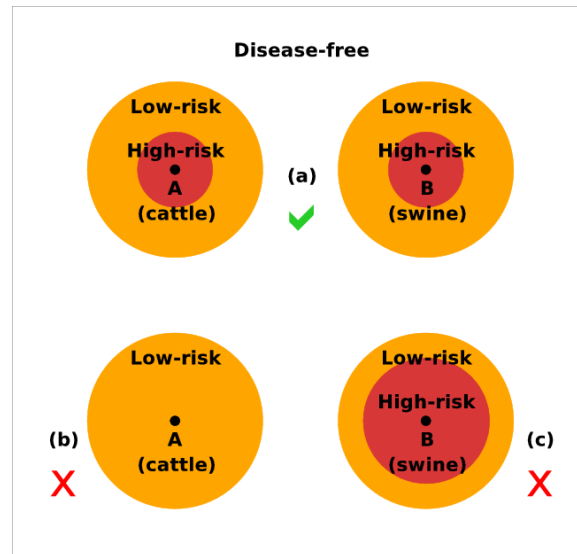 Disease-free
Low-risk
High-risk
A
(cattle)
(a)
Low-risk
High-risk
B
(swine)
Low-risk
A
(cattle)
(b)
X
Low-risk
High-risk
B
(swine)
(c)
X